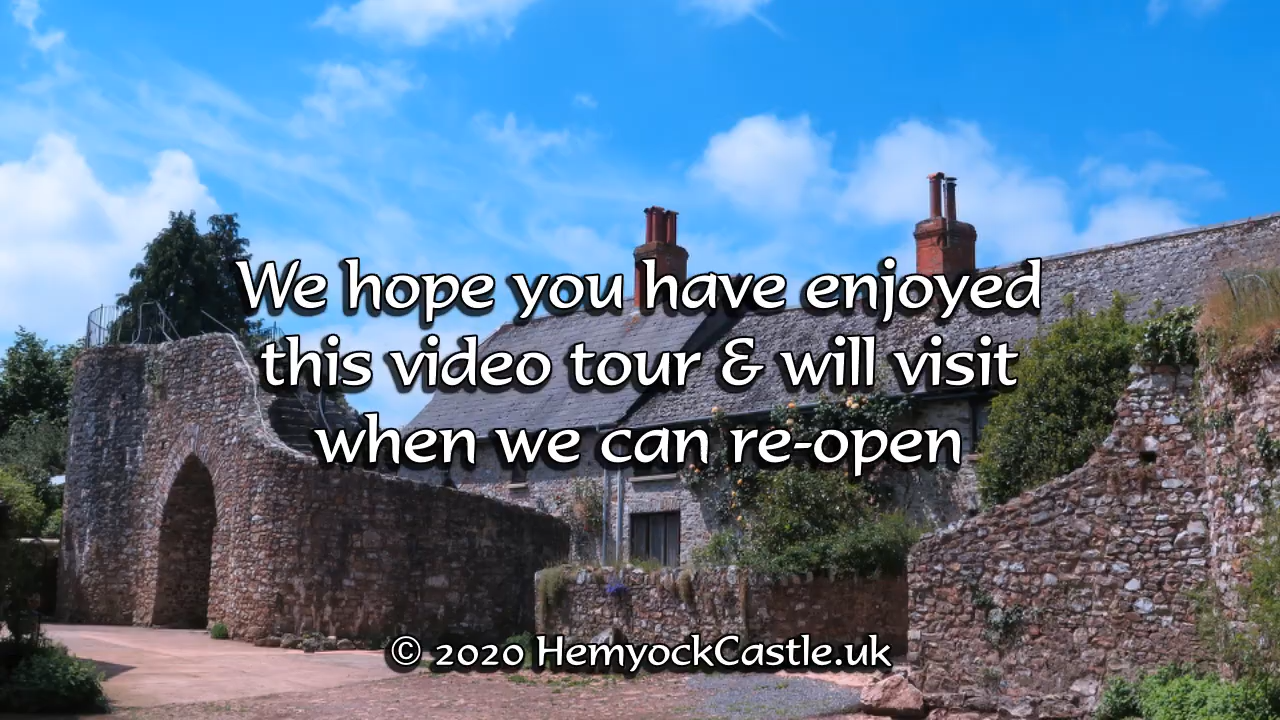 We hope you have enjoyed
this video tour & will visit
when we can re-open
© 2020 HemyockCastle.uk